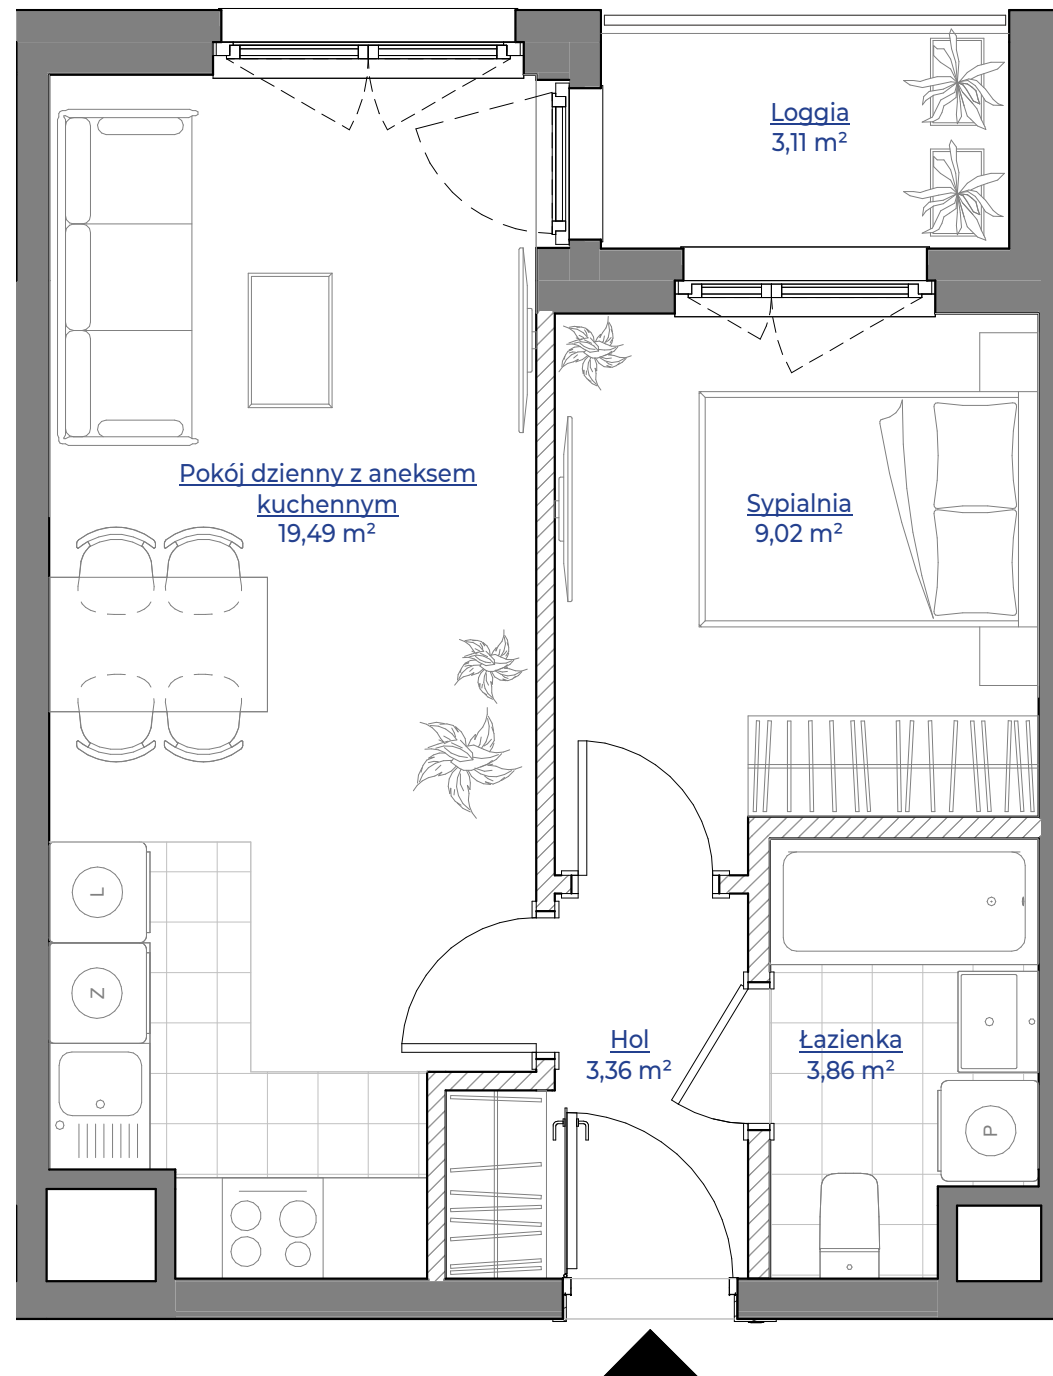 Loggia
3,11 m²
Pokój dzienny z aneksem
kuchennym
19,49 m²
Sypialnia
9,02 m²
L
Z
Hol
3,36 m²
Łazienka
3,86 m²
P